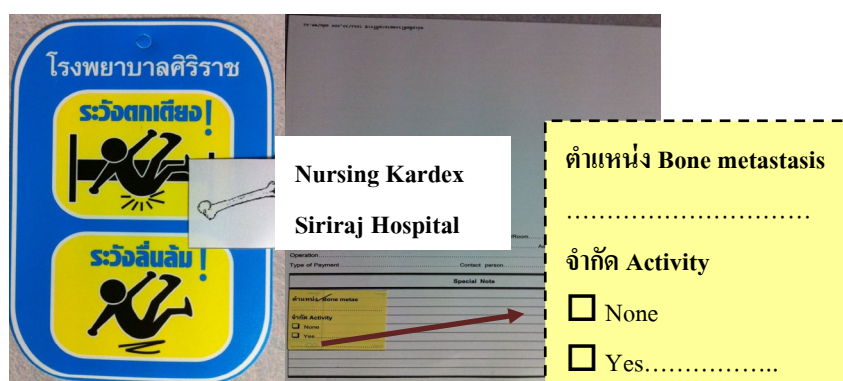 โรงพยาบาลศิริราช
ระวังตกเตียง!
ระวังลื่นล้ม!
Nursing Kardex
Siriraj Hospital
/Room
Operation
Type of Payment Contact person
Special Note
ตำแหน่ง Bone metas
จำกัด Activity
None
Yes
ตำแหน่ง Bone metastasis
.................................
จำกัด Activity
☐ None
☐ Yes.................